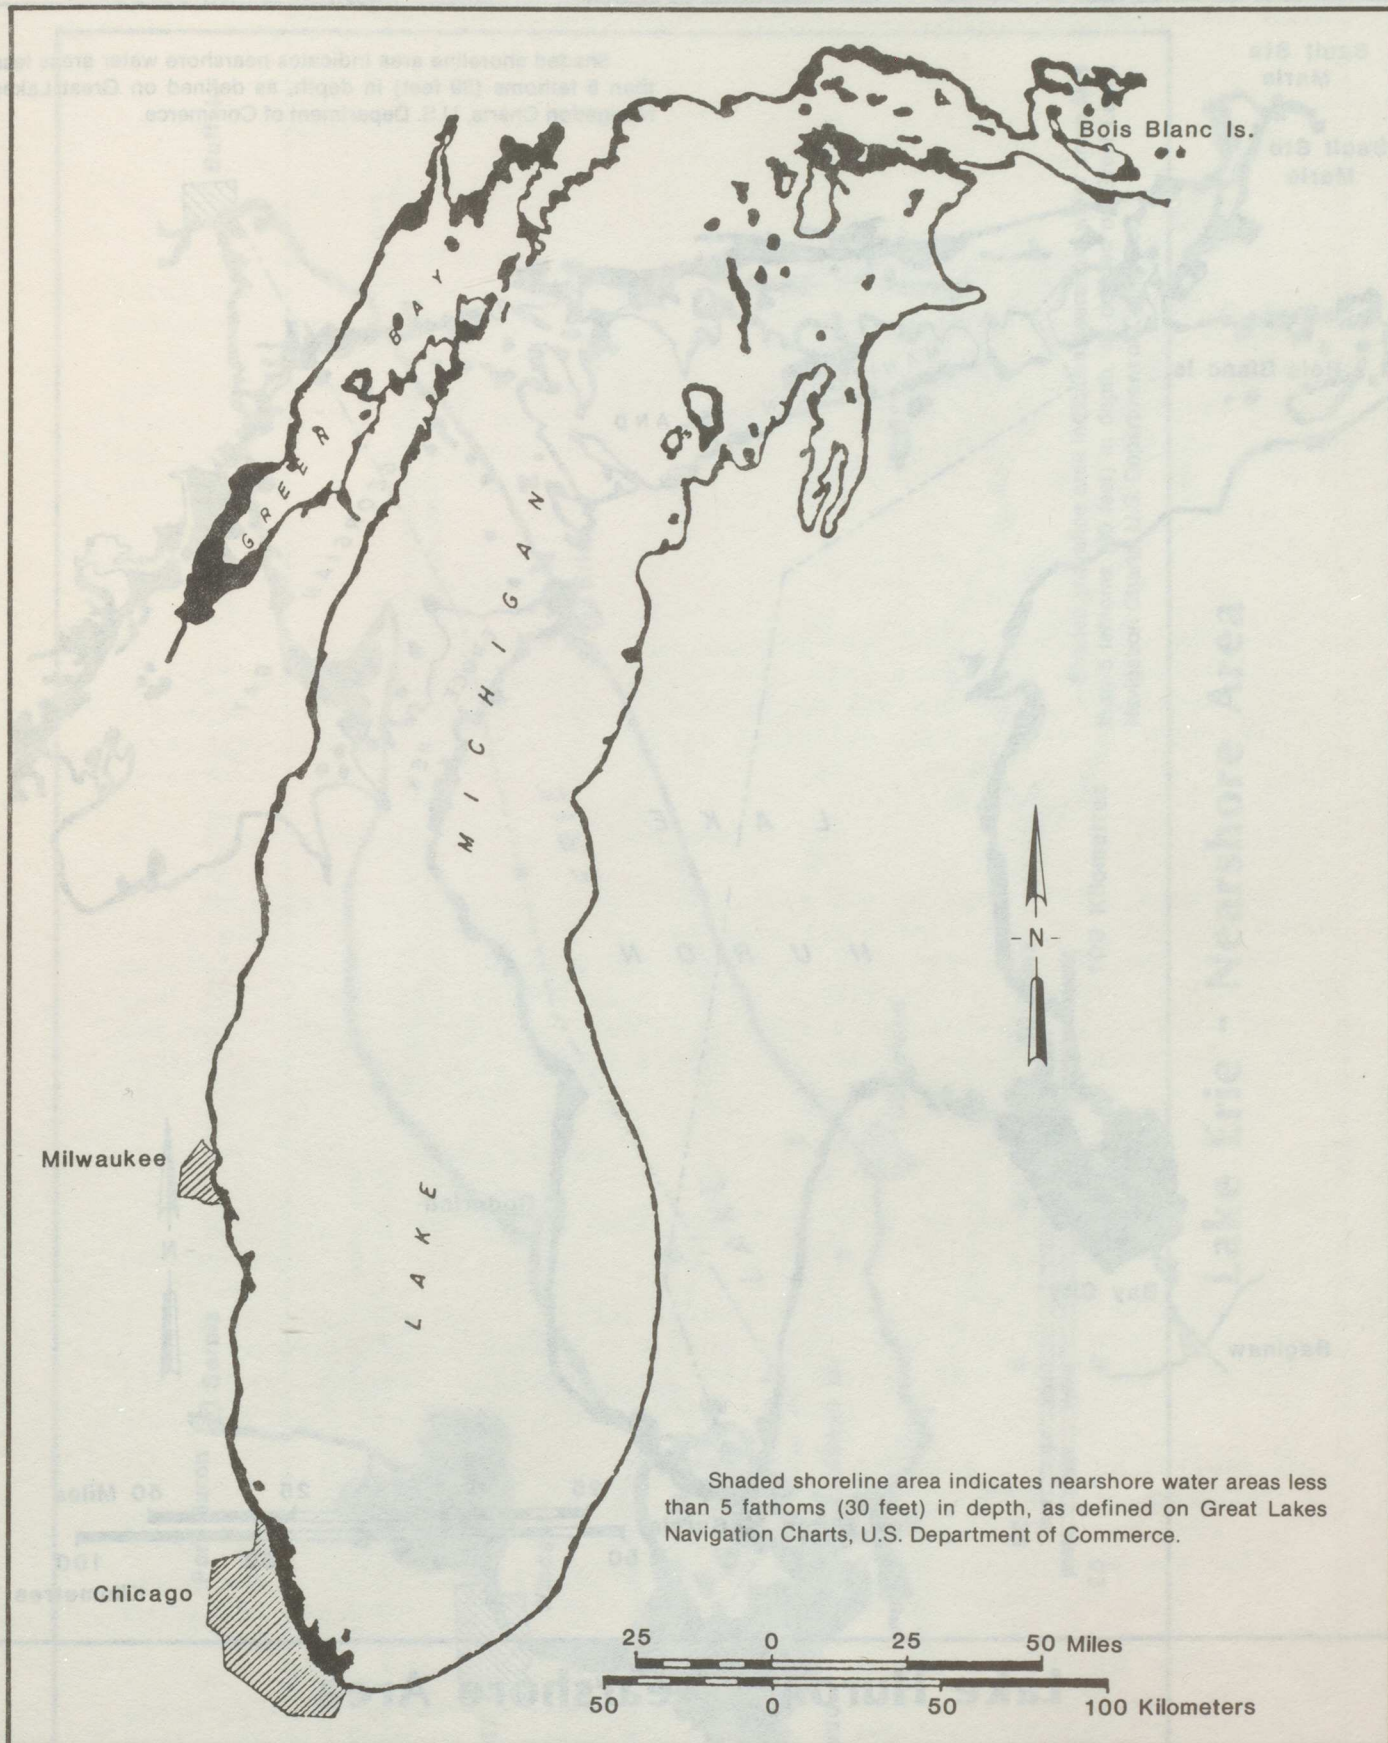 Bois Blanc Is.
GREEN BAY
LAKE MICHIGAN
-N-
Milwaukee
Chicago
Shaded shoreline area indicates nearshore water areas less
than 5 fathoms (30 feet) in depth, as defined on Great Lakes
Navigation Charts, U.S. Department of Commerce.
25 0 25 50 Miles
50 0 50 100 Kilometers